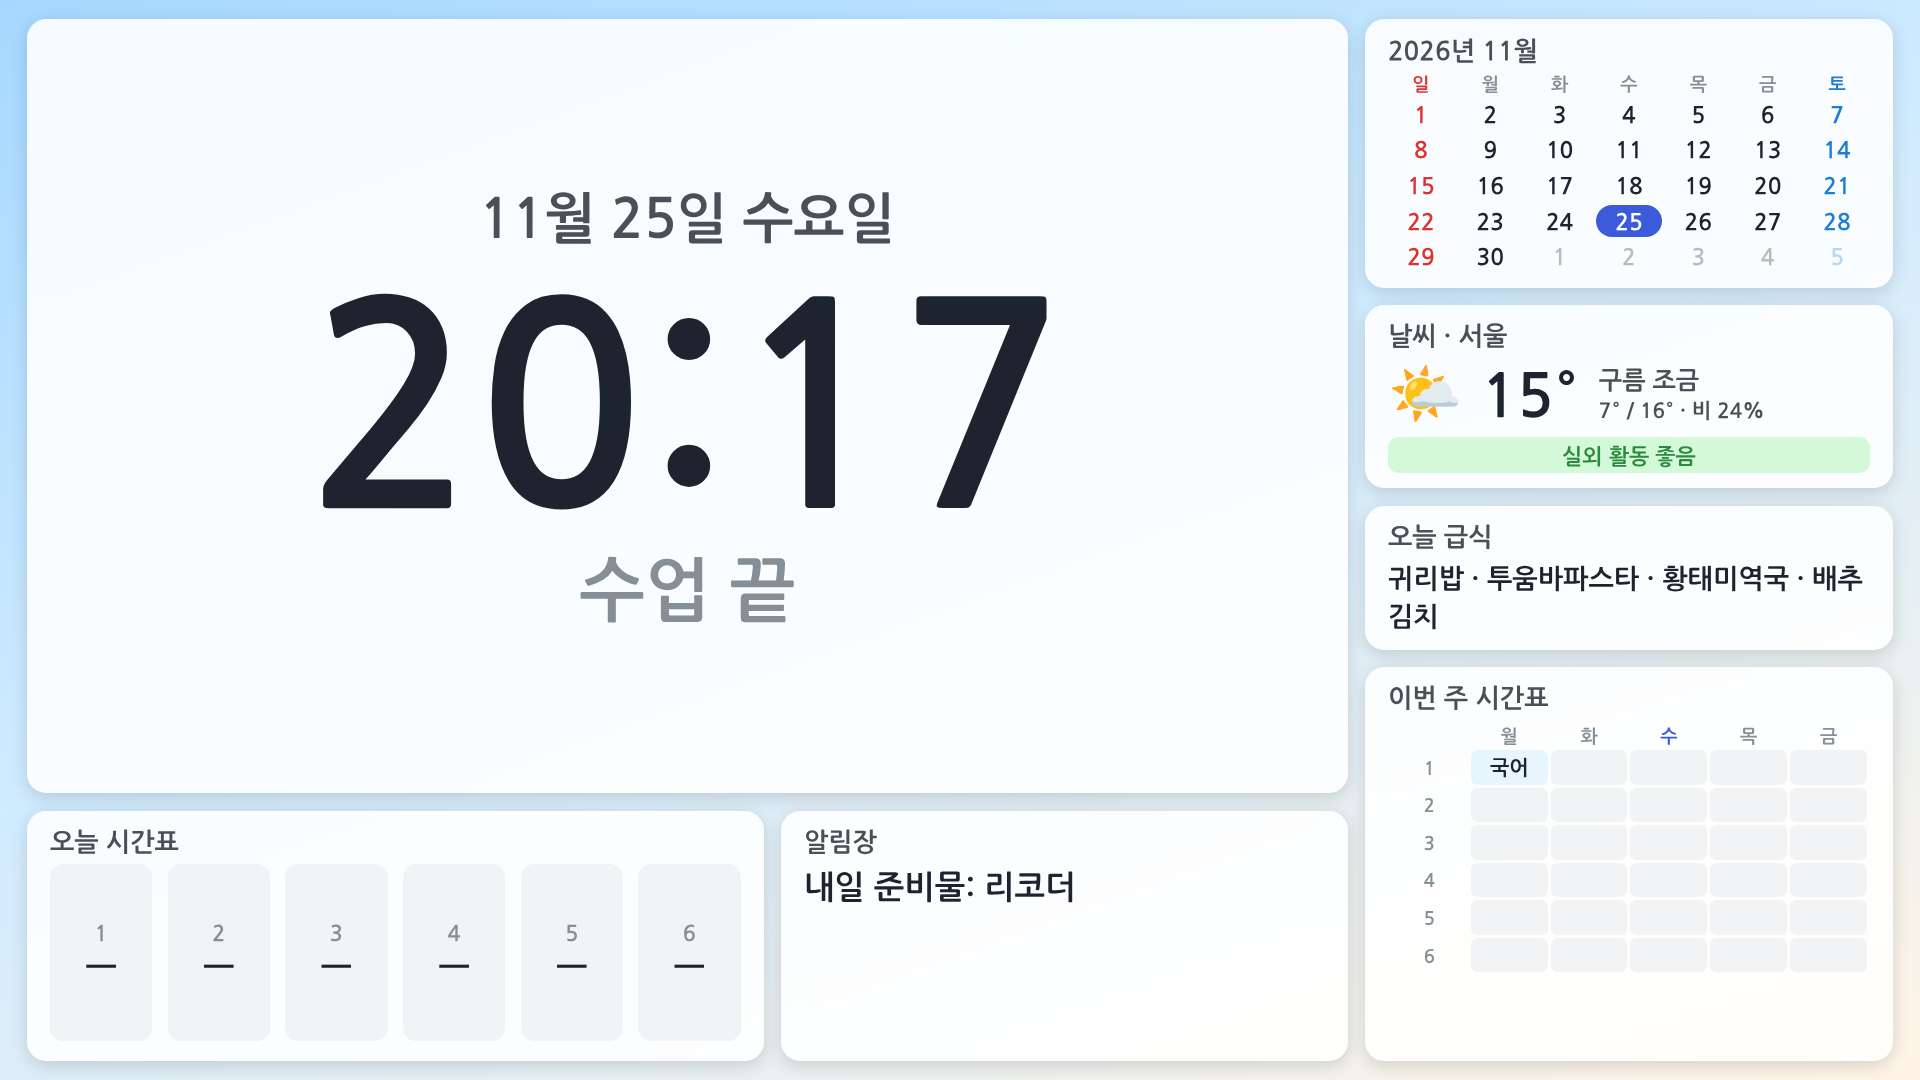 11월 25일 수요일
20:17
수업 끝
오늘 시간표
1 2 3 4 5 6
— — — — — —
알림장
내일 준비물: 리코더
2026년 11월
일 월 화 수 목 금 토
1 2 3 4 5 6 7
8 9 10 11 12 13 14
15 16 17 18 19 20 21
22 23 24 25 26 27 28
29 30 1 2 3 4 5
날씨 · 서울
15°
구름 조금
7° / 16° · 비 24%
실외 활동 좋음
오늘 급식
귀리밥 · 투움바파스타 · 황태미역국 · 배추
김치
이번 주 시간표
월 화 수 목 금
1 국어
2
3
4
5
6